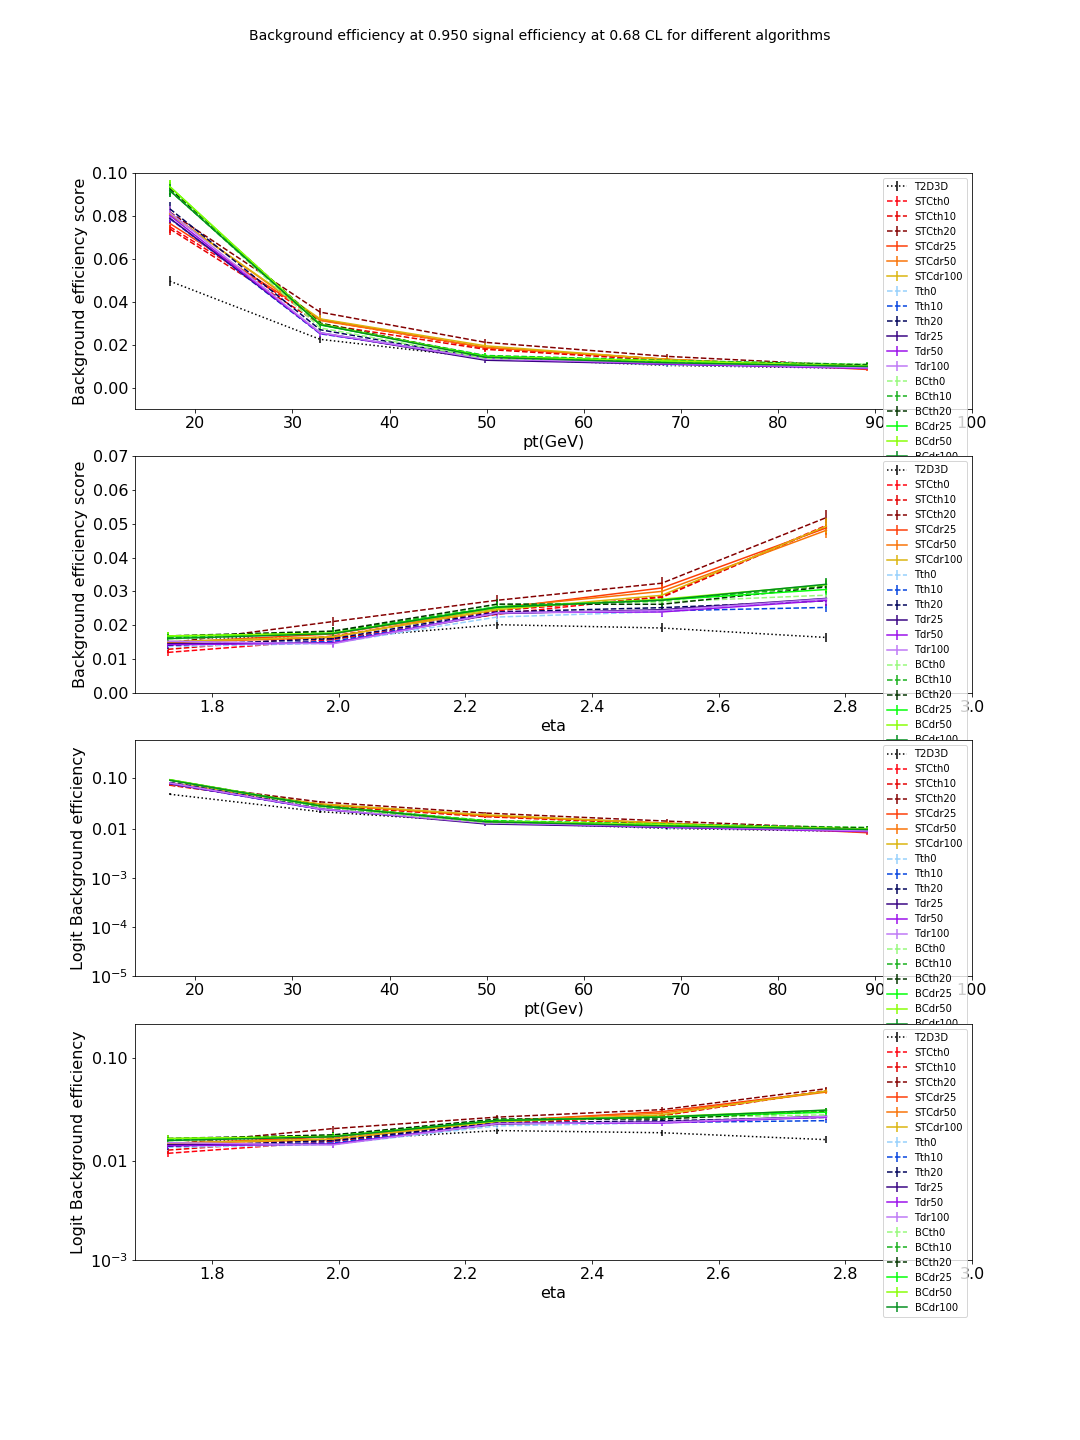 Background efficiency at 0.950 signal efficiency at 0.68 CL for different algorithms
Background efficiency score
0.10
0.08
0.06
0.04
0.02
0.00
20 30 40 50 60 70 80 90 100
pt(GeV)
T2D3D
STCth0
STCth10
STCth20
STCdr25
STCdr50
STCdr100
Tth0
Tth10
Tth20
Tdr25
Tdr50
Tdr100
BCth0
BCth10
BCth20
BCdr25
BCdr50
BCdr100
Background efficiency score
0.07
0.06
0.05
0.04
0.03
0.02
0.01
0.00
1.8 2.0 2.2 2.4 2.6 2.8 3.0
eta
T2D3D
STCth0
STCth10
STCth20
STCdr25
STCdr50
STCdr100
Tth0
Tth10
Tth20
Tdr25
Tdr50
Tdr100
BCth0
BCth10
BCth20
BCdr25
BCdr50
BCdr100
Logit Background efficiency
0.10
0.01
10⁻³
10⁻⁴
10⁻⁵
20 30 40 50 60 70 80 90 100
pt(Gev)
T2D3D
STCth0
STCth10
STCth20
STCdr25
STCdr50
STCdr100
Tth0
Tth10
Tth20
Tdr25
Tdr50
Tdr100
BCth0
BCth10
BCth20
BCdr25
BCdr50
BCdr100
Logit Background efficiency
0.10
0.01
10⁻³
1.8 2.0 2.2 2.4 2.6 2.8 3.0
eta
T2D3D
STCth0
STCth10
STCth20
STCdr25
STCdr50
STCdr100
Tth0
Tth10
Tth20
Tdr25
Tdr50
Tdr100
BCth0
BCth10
BCth20
BCdr25
BCdr50
BCdr100